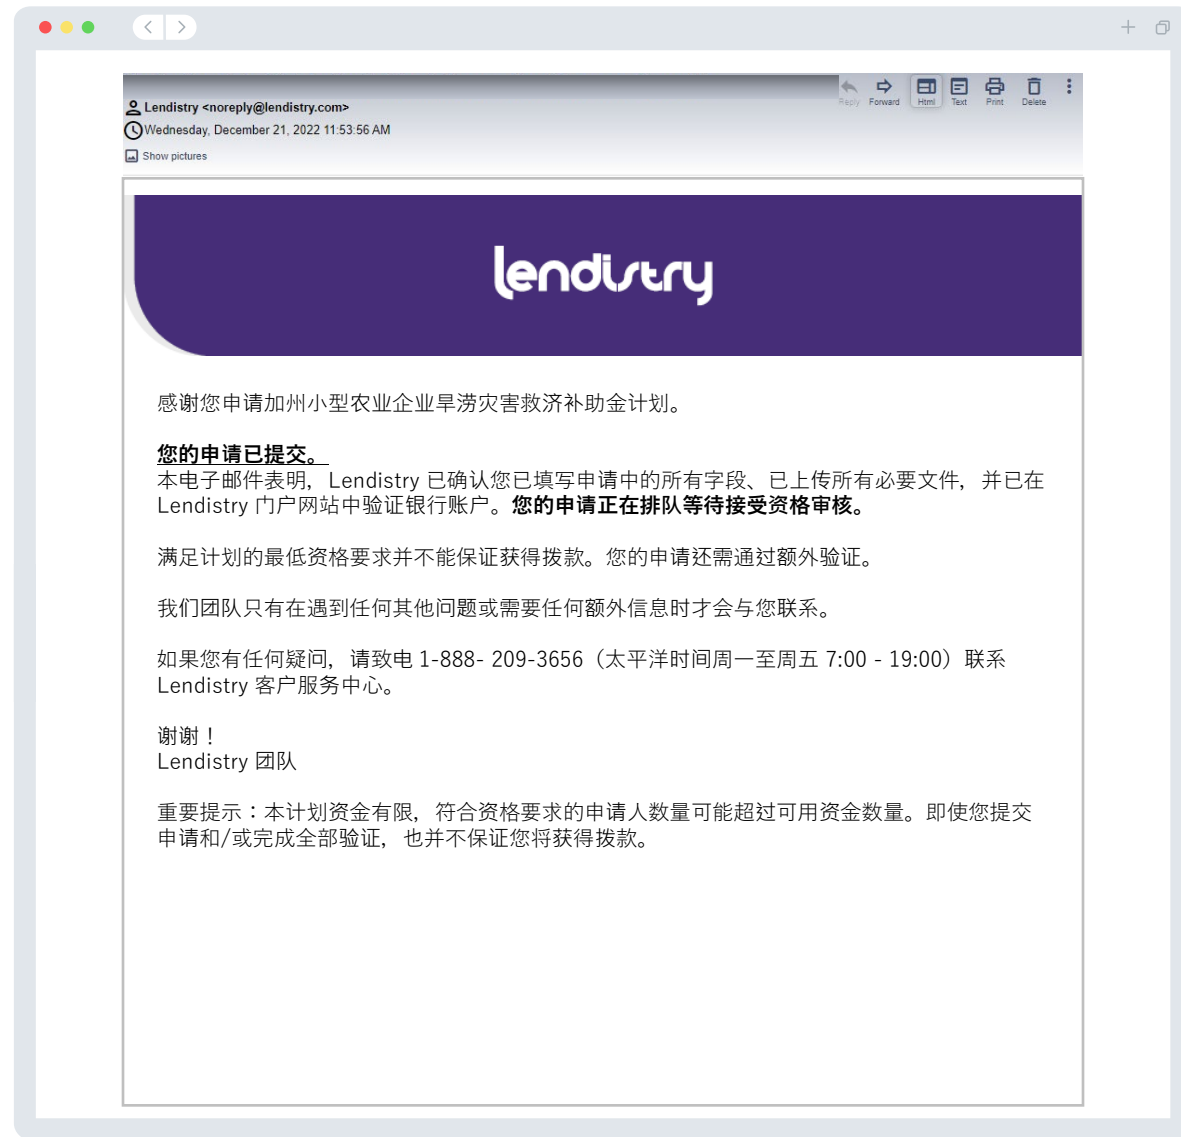 Lendistry <noreply@lendistry.com>
Wednesday, December 21, 2022 11:53:56 AM
Show pictures
Reply Forward Html Text Print Delete
lendistry
感谢您申请加州小型农业企业旱涝灾害救济补助金计划。
您的申请已提交。
本电子邮件表明，Lendistry 已确认您已填写申请中的所有字段、已上传所有必要文件，并已在
Lendistry 门户网站中验证银行账户。您的申请正在排队等待接受资格审核。
满足计划的最低资格要求并不能保证获得拨款。您的申请还需通过额外验证。
我们团队只有在遇到任何其他问题或需要任何额外信息时才会与您联系。
如果您有任何疑问，请致电 1-888- 209-3656（太平洋时间周一至周五 7:00 - 19:00）联系
Lendistry 客户服务中心。
谢谢！
Lendistry 团队
重要提示：本计划资金有限，符合资格要求的申请人数量可能超过可用资金数量。即使您提交
申请和/或完成全部验证，也并不保证您将获得拨款。